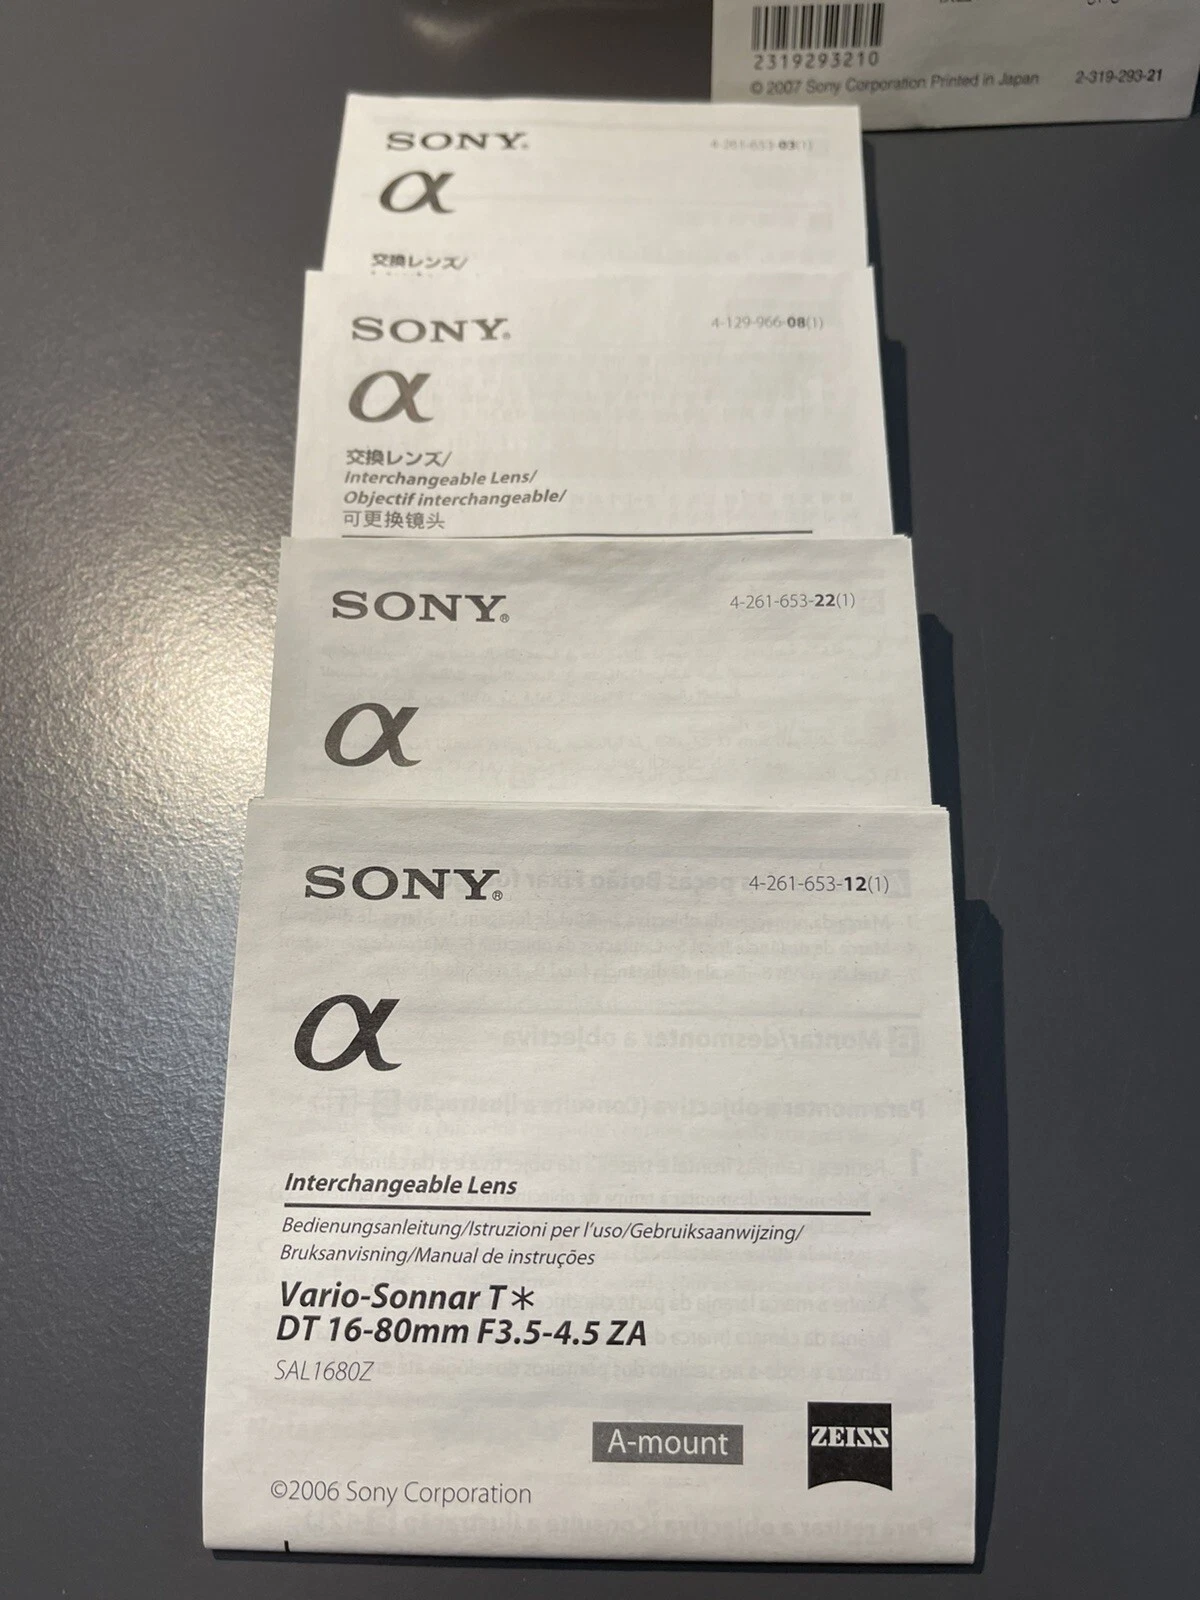 2319293210
© 2007 Sony Corporation Printed in Japan 2-319-293-21
SONY®
4-261-653-03(1)
α
交換レンズ/
SONY®
4-129-966-08(1)
α
交換レンズ/
Interchangeable Lens/
Objectif interchangeable/
可更换镜头
SONY®
4-261-653-22(1)
α
SONY®
4-261-653-12(1)
α
Interchangeable Lens
Bedienungsanleitung/Istruzioni per l'uso/Gebruiksaanwijzing/
Bruksanvisning/Manual de instruções
Vario-Sonnar T*
DT 16-80mm F3.5-4.5 ZA
SAL1680Z
A-mount
ZEISS
©2006 Sony Corporation